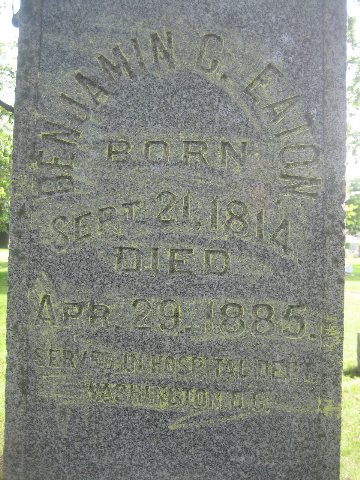 BENJAMIN G. EATON
BORN
SEPT. 21, 1814.
DIED
APR. 29, 1885.
SERVED IN HOSPITAL DEPT.
WASHINGTON D.C.